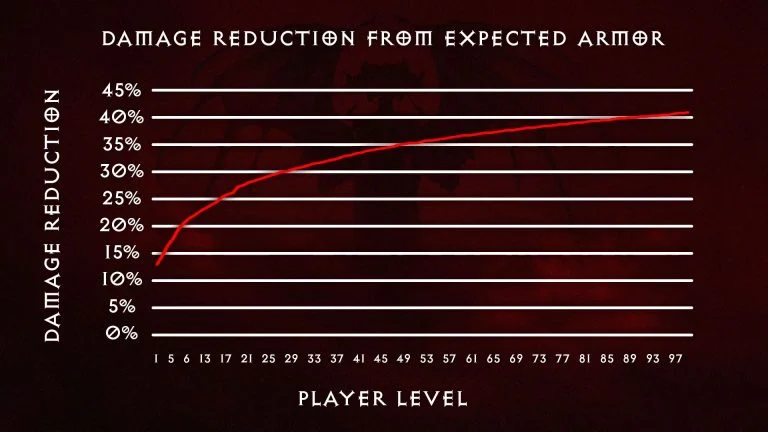 DAMAGE REDUCTION FROM EXPECTED ARMOR
DAMAGE REDUCTION
45%
40%
35%
30%
25%
20%
15%
10%
5%
0%
1 5 6 13 17 21 25 29 33 37 41 45 49 53 57 61 65 69 73 77 81 85 89 93 97
PLAYER LEVEL